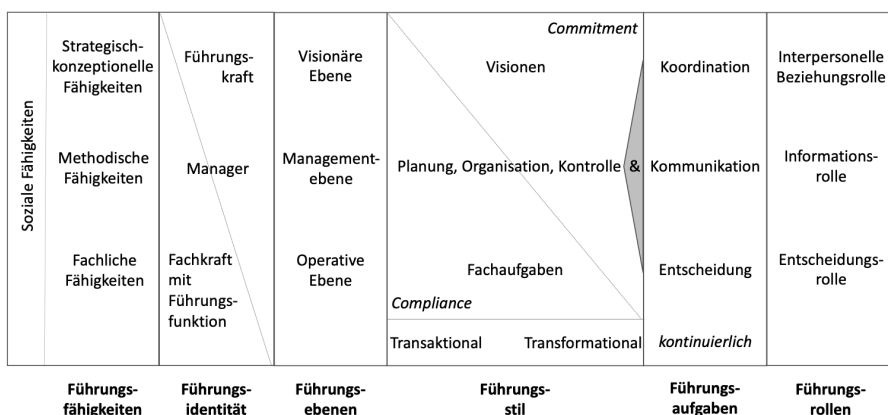 Soziale Fähigkeiten
Strategisch-
konzeptionelle
Fähigkeiten
Methodische
Fähigkeiten
Fachliche
Fähigkeiten
Führungs-
fähigkeiten
Führungs-
kraft
Manager
Fachkraft
mit
Führungs-
funktion
Führungs-
identität
Visionäre
Ebene
Management-
ebene
Operative
Ebene
Führungs-
ebenen
Commitment
Visionen
Planung, Organisation, Kontrolle &
Fachaufgaben
Compliance
Transaktional Transformational
Führungs-
stil
Koordination
Kommunikation
Entscheidung
kontinuierlich
Führungs-
aufgaben
Interpersonelle
Beziehungsrolle
Informations-
rolle
Entscheidungs-
rolle
Führungs-
rollen